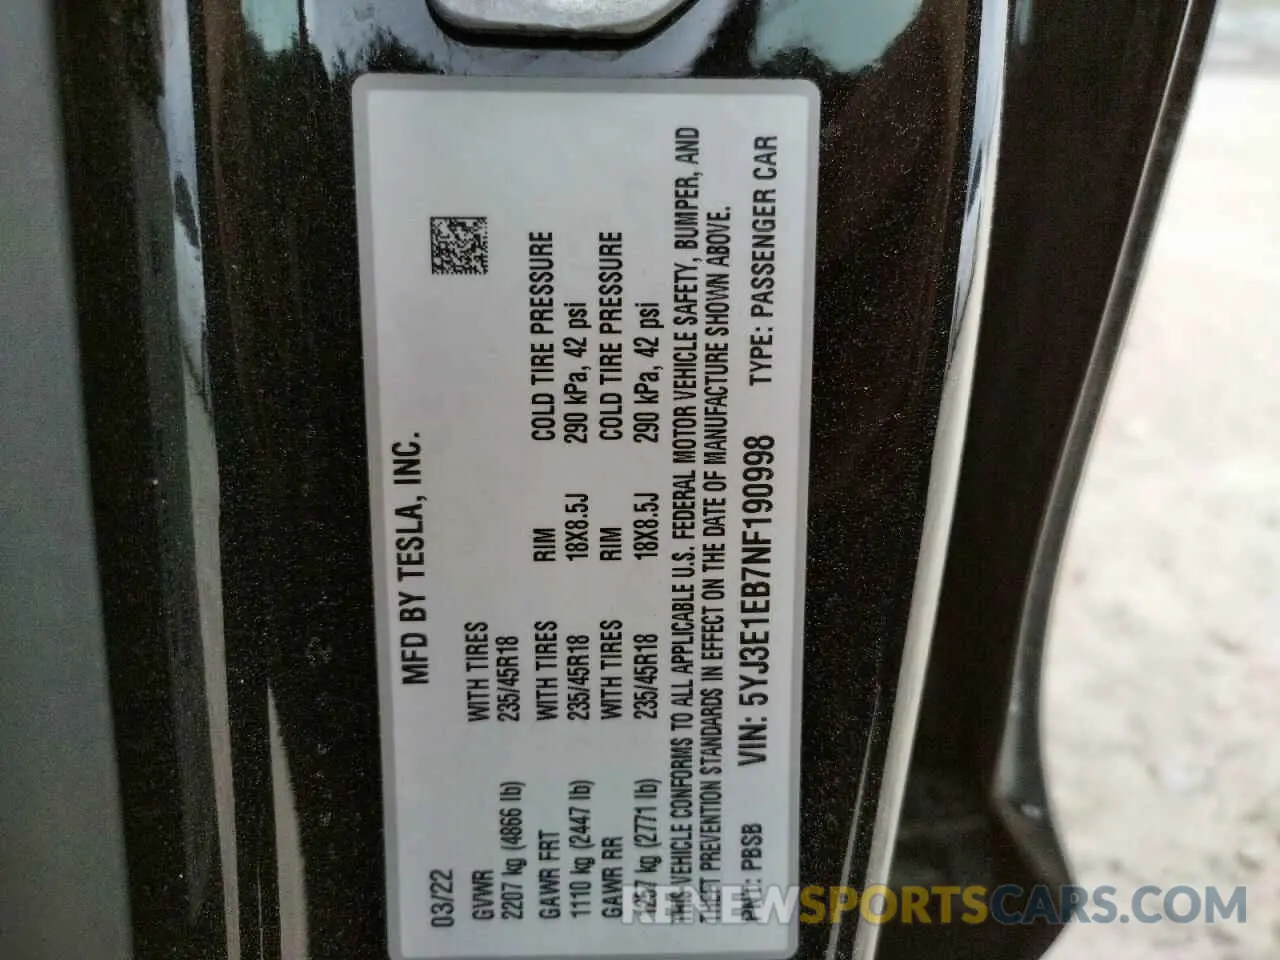 MFD BY TESLA, INC.
03/22
GVWR WITH TIRES
2207 kg (4866 lb) 235/45R18
GAWR FRT WITH TIRES RIM COLD TIRE PRESSURE
1110 kg (2447 lb) 235/45R18 18X8.5J 290 kPa, 42 psi
GAWR RR WITH TIRES RIM COLD TIRE PRESSURE
1257 kg (2771 lb) 235/45R18 18X8.5J 290 kPa, 42 psi
THIS VEHICLE CONFORMS TO ALL APPLICABLE U.S. FEDERAL MOTOR VEHICLE SAFETY, BUMPER, AND
THEFT PREVENTION STANDARDS IN EFFECT ON THE DATE OF MANUFACTURE SHOWN ABOVE.
PNT: PBSB VIN: 5YJ3E1EB7NF190998 TYPE: PASSENGER CAR
RENEWSPORTSCARS.COM